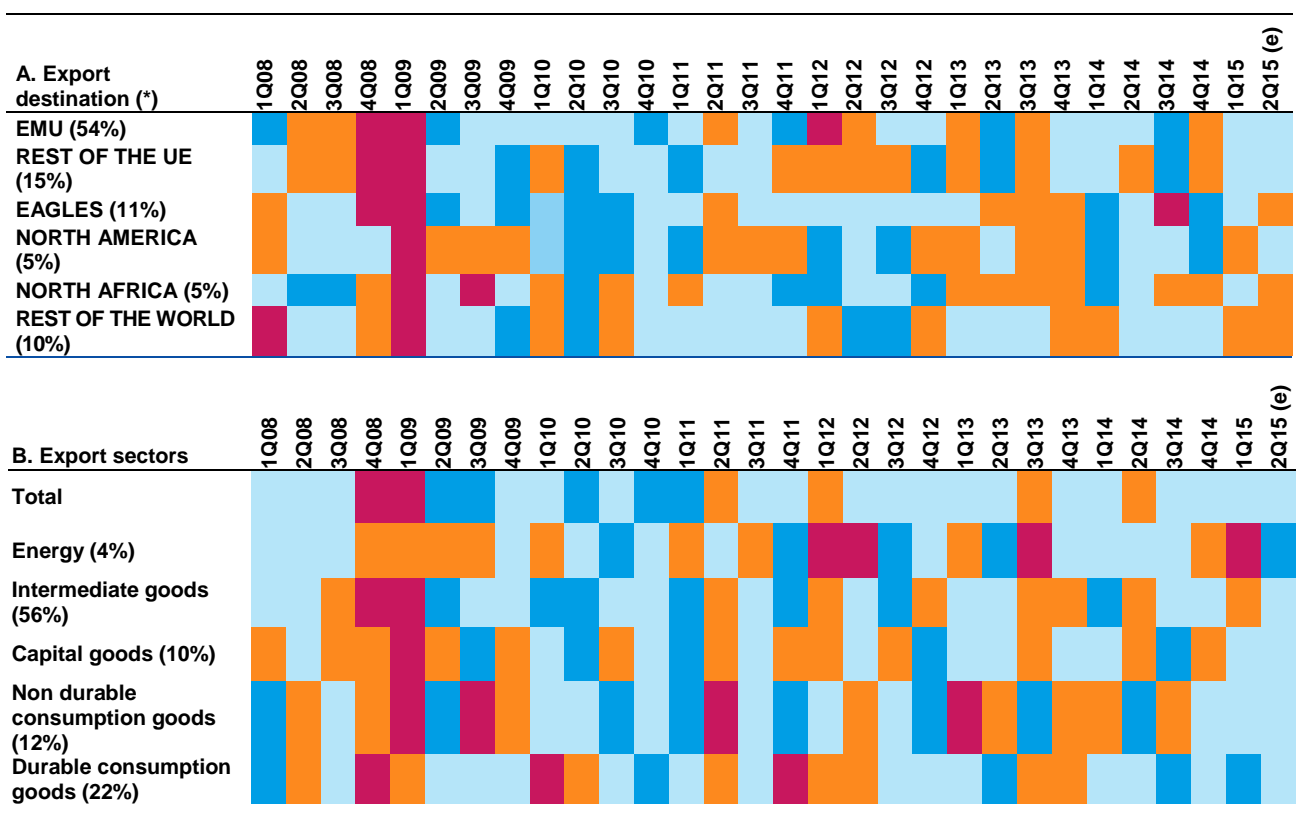 A. Export
destination (*)
1Q08 2Q08 3Q08 4Q08 1Q09 2Q09 3Q09 4Q09 1Q10 2Q10 3Q10 4Q10 1Q11 2Q11 3Q11 4Q11 1Q12 2Q12 3Q12 4Q12 1Q13 2Q13 3Q13 4Q13 1Q14 2Q14 3Q14 4Q14 1Q15 2Q15 (e)
EMU (54%)
REST OF THE UE
(15%)
EAGLES (11%)
NORTH AMERICA
(5%)
NORTH AFRICA (5%)
REST OF THE WORLD
(10%)
B. Export sectors
1Q08 2Q08 3Q08 4Q08 1Q09 2Q09 3Q09 4Q09 1Q10 2Q10 3Q10 4Q10 1Q11 2Q11 3Q11 4Q11 1Q12 2Q12 3Q12 4Q12 1Q13 2Q13 3Q13 4Q13 1Q14 2Q14 3Q14 4Q14 1Q15 2Q15 (e)
Total
Energy (4%)
Intermediate goods
(56%)
Capital goods (10%)
Non durable
consumption goods
(12%)
Durable consumption
goods (22%)